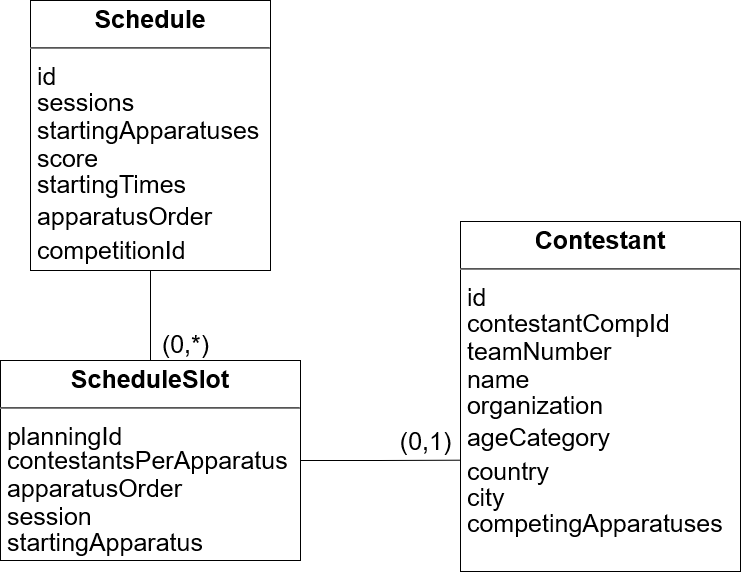 Schedule
id
sessions
startingApparatuses
score
startingTimes
apparatusOrder
competitionId
(0,*)
ScheduleSlot
planningId
contestantsPerApparatus
apparatusOrder
session
startingApparatus
(0,1)
Contestant
id
contestantCompId
teamNumber
name
organization
ageCategory
country
city
competingApparatuses